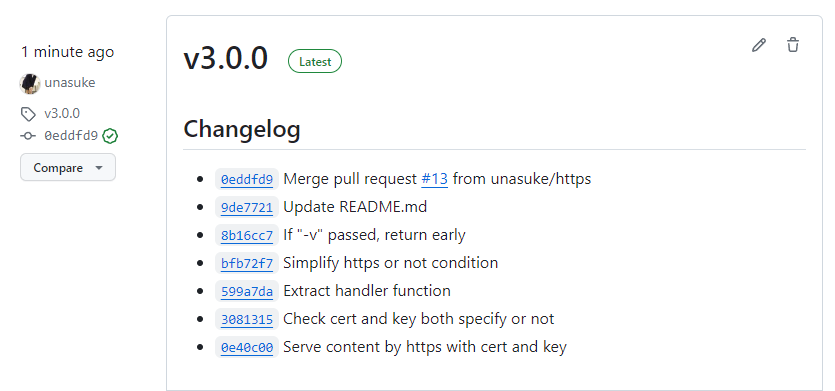 1 minute ago
unasuke
v3.0.0
0eddfd9
Compare
v3.0.0 Latest
Changelog
0eddfd9 Merge pull request #13 from unasuke/https
9de7721 Update README.md
8b16cc7 If "-v" passed, return early
bfb72f7 Simplify https or not condition
599a7da Extract handler function
3081315 Check cert and key both specify or not
0e40c00 Serve content by https with cert and key